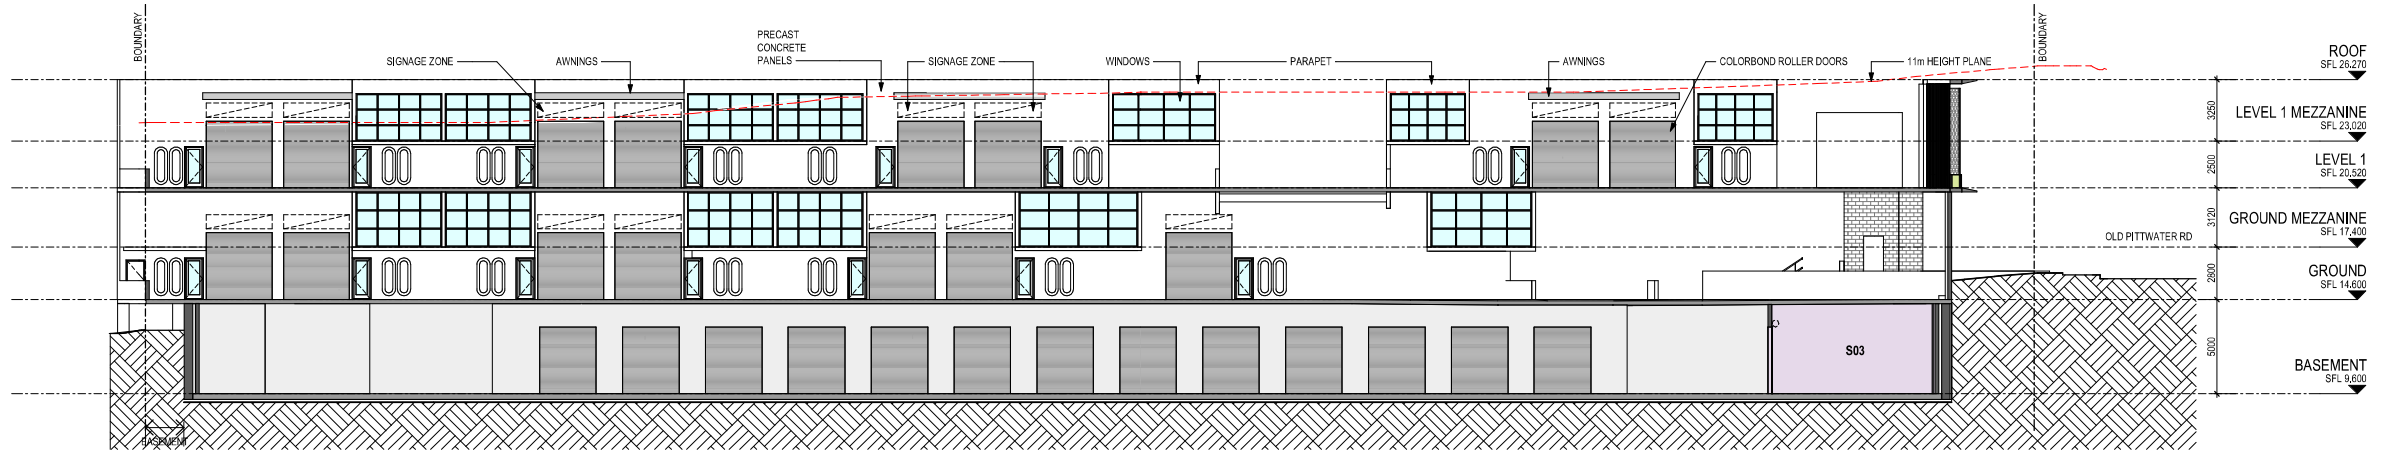 BOUNDARY
SIGNAGE ZONE
AWNINGS
PRECAST
CONCRETE
PANELS
SIGNAGE ZONE
WINDOWS
PARAPET
AWNINGS
COLORBOND ROLLER DOORS
11m HEIGHT PLANE
BOUNDARY
ROOF
SFL 26.270
3250
LEVEL 1 MEZZANINE
SFL 23,020
2500
LEVEL 1
SFL 20,520
3120
GROUND MEZZANINE
SFL 17,400
OLD PITTWATER RD
2800
GROUND
SFL 14.600
5000
S03
BASEMENT
SFL 9,600
BASEMENT